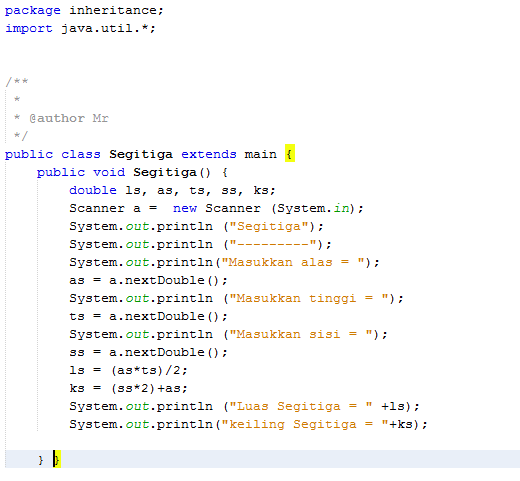 package inheritance;
import java.util.*;
/**
 *
 * @author Mr
 */
public class Segitiga extends main {
    public void Segitiga() {
        double ls, as, ts, ss, ks;
        Scanner a =  new Scanner (System.in);
        System.out.println ("Segitiga");
        System.out.println ("---------");
        System.out.println("Masukkan alas = ");
        as = a.nextDouble();
        System.out.println ("Masukkan tinggi = ");
        ts = a.nextDouble();
        System.out.println ("Masukkan sisi = ");
        ss = a.nextDouble();
        ls = (as*ts)/2;
        ks = (ss*2)+as;
        System.out.println ("Luas Segitiga = " +ls);
        System.out.println("keiling Segitiga = "+ks);
    } }